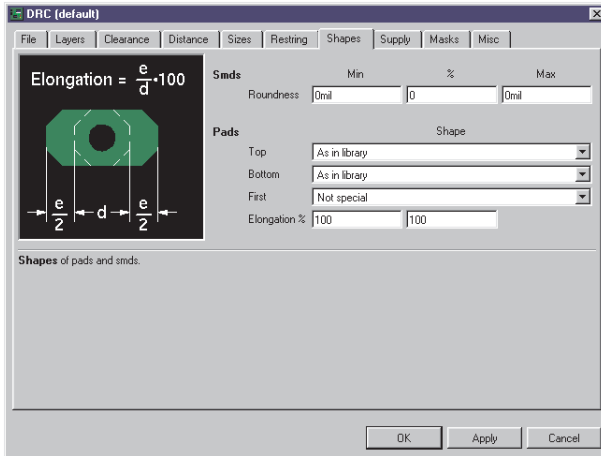 DRC (default)
File Layers Clearance Distance Sizes Restring Shapes Supply Masks Misc
Elongation = e/d •100
Smds Min % Max
Roundness 0mil 0 0mil
Pads Shape
Top As in library
Bottom As in library
First Not special
Elongation % 100 100
e/2 d e/2
Shapes of pads and smds.
OK Apply Cancel